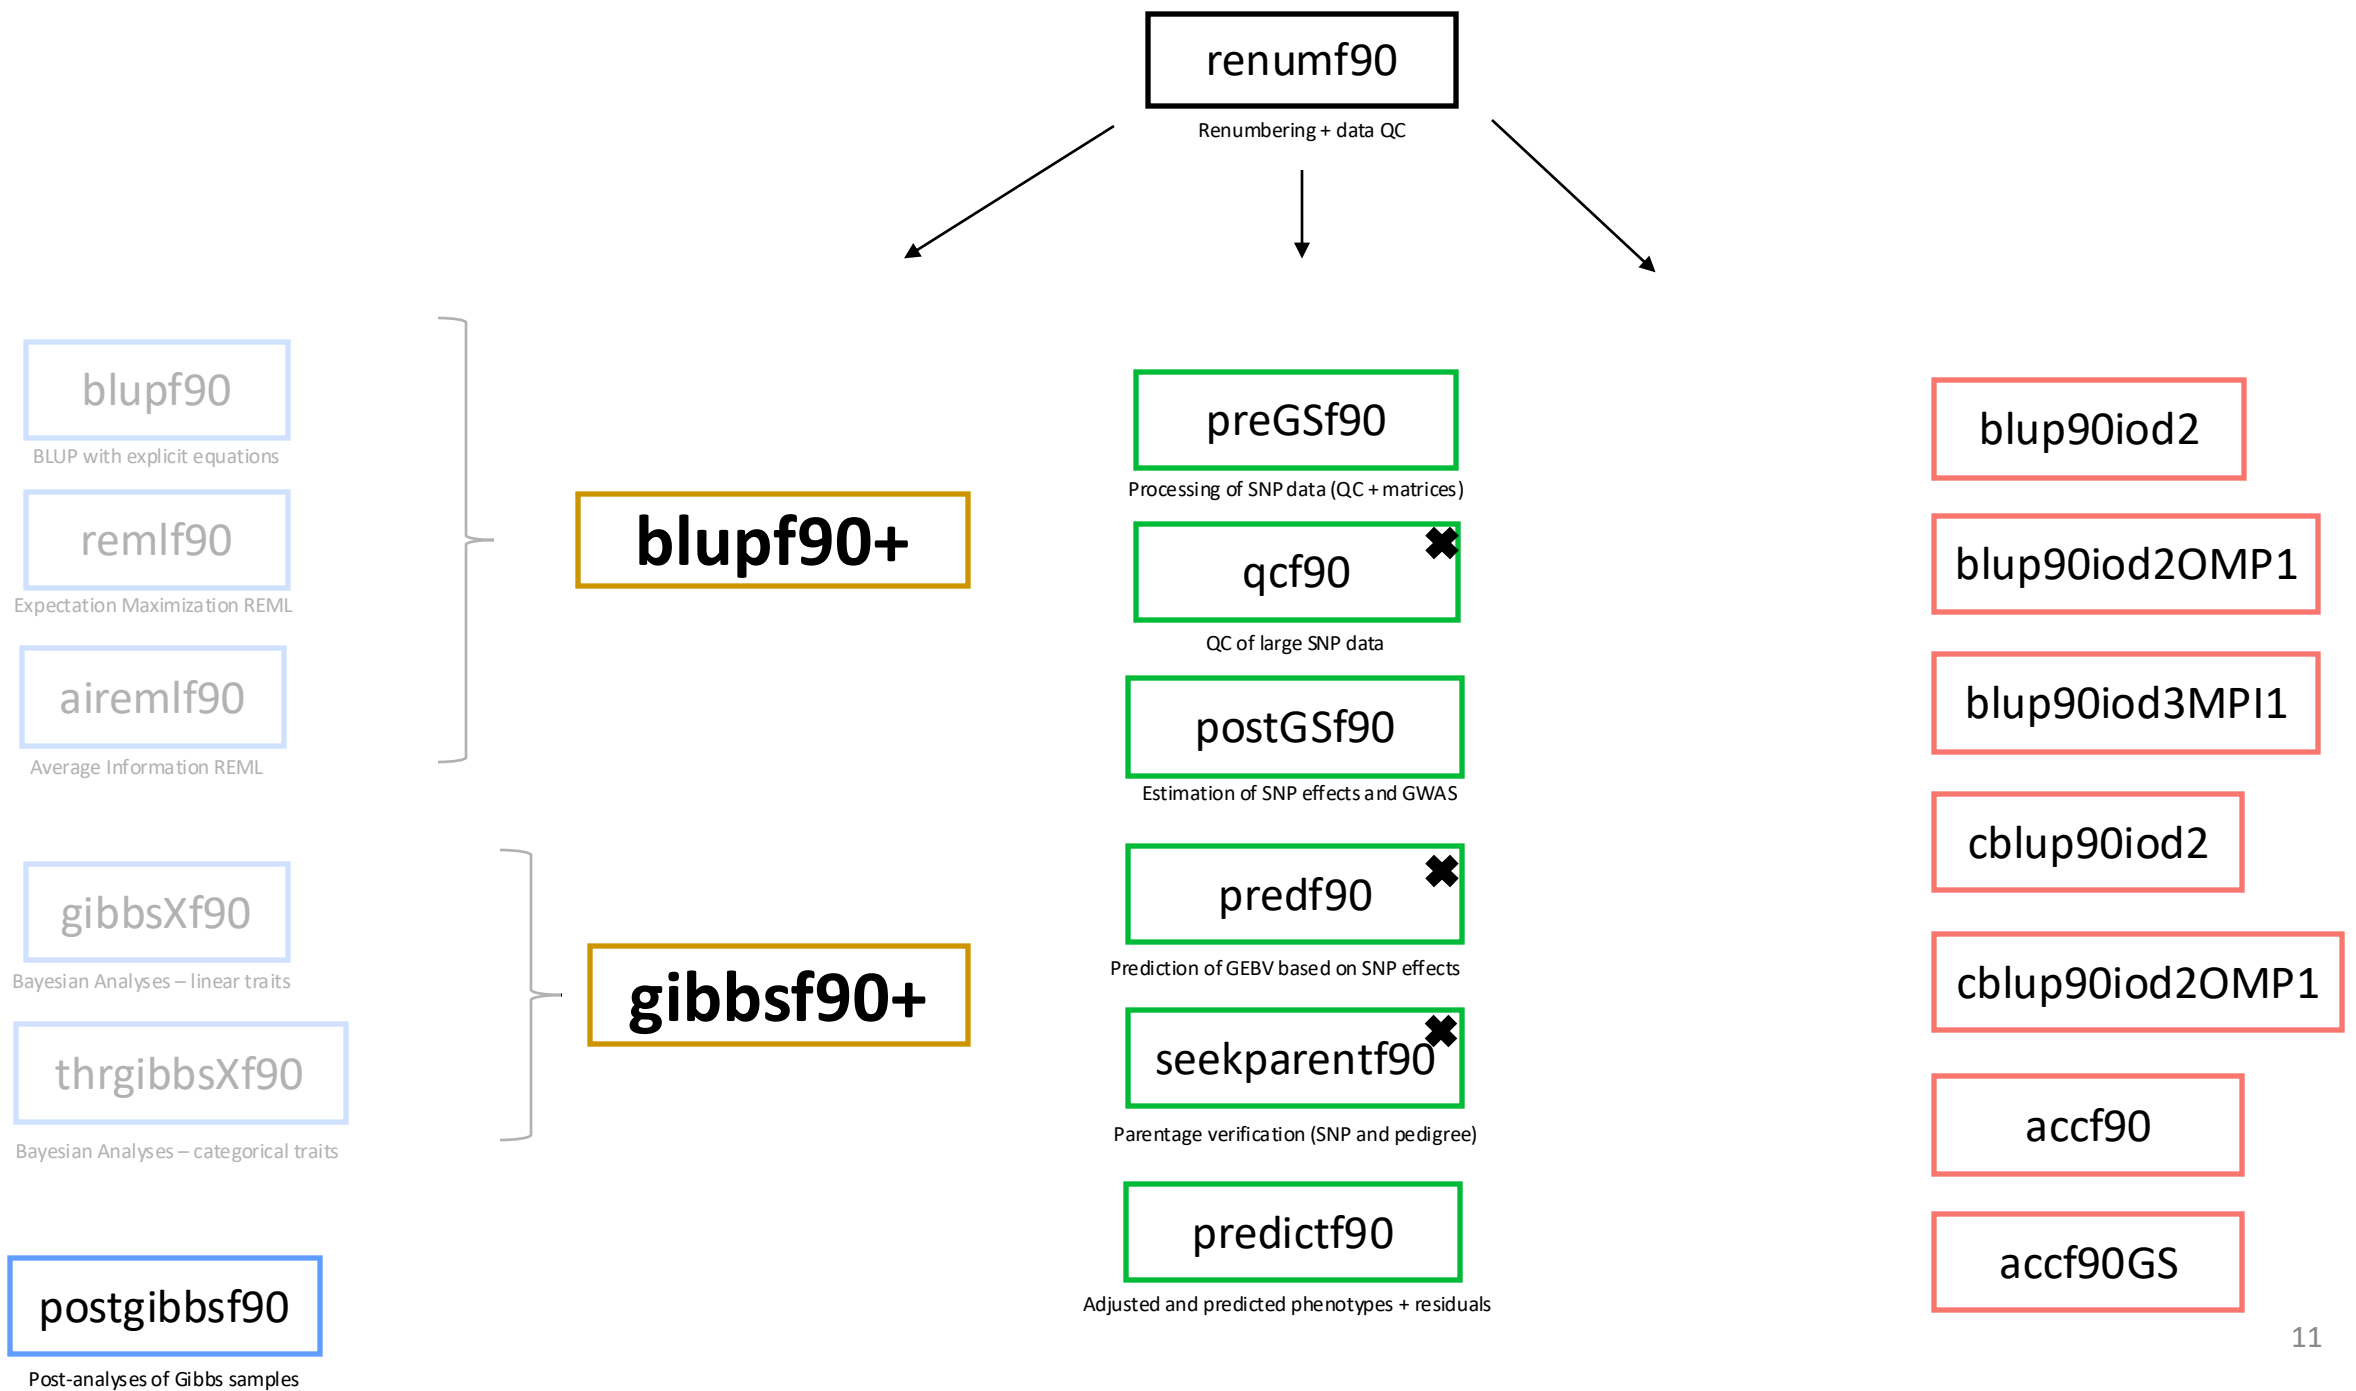 renumf90
Renumbering + data QC
blupf90
BLUP with explicit equations
remlf90
Expectation Maximization REML
airemlf90
Average Information REML
gibbsXf90
Bayesian Analyses – linear traits
thrgibbsXf90
Bayesian Analyses – categorical traits
postgibbsf90
Post-analyses of Gibbs samples
blupf90+
gibbsf90+
preGSf90
Processing of SNP data (QC + matrices)
qcf90
QC of large SNP data
postGSf90
Estimation of SNP effects and GWAS
predf90
Prediction of GEBV based on SNP effects
seekparentf90
Parentage verification (SNP and pedigree)
predictf90
Adjusted and predicted phenotypes + residuals
blup90iod2
blup90iod2OMP1
blup90iod3MPI1
cblup90iod2
cblup90iod2OMP1
accf90
accf90GS
11